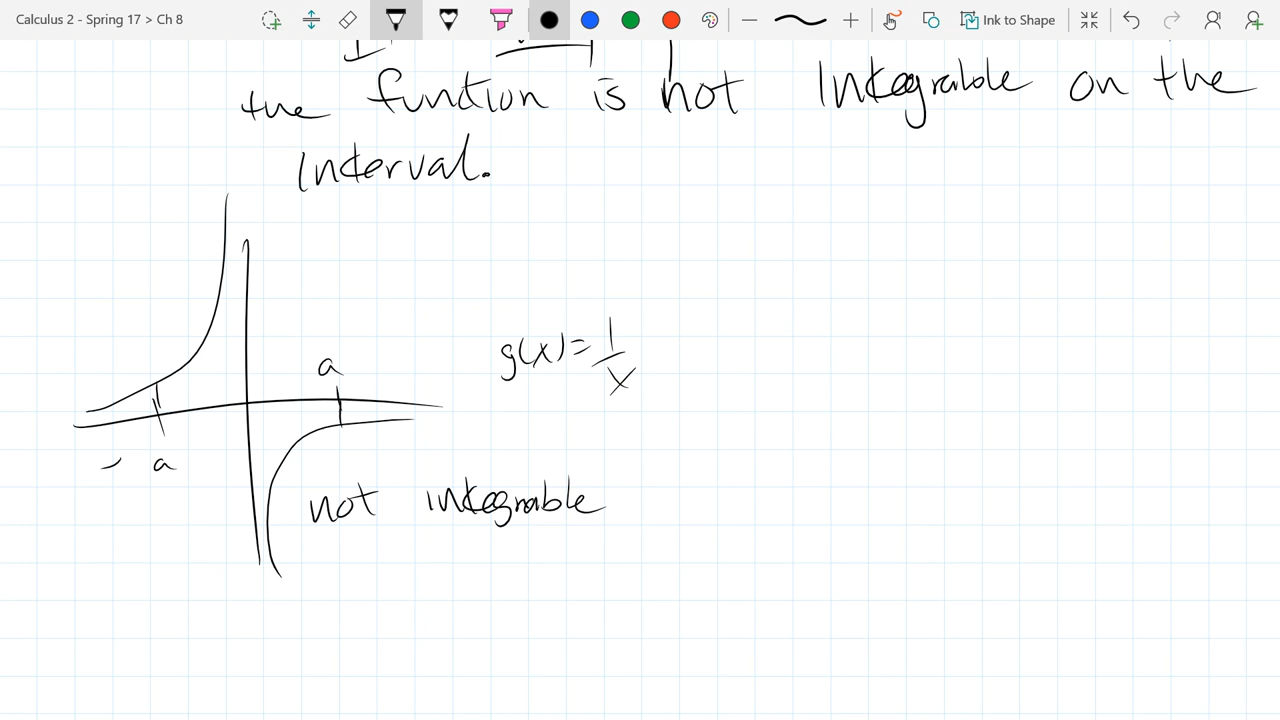 Calculus 2 - Spring 17 > Ch 8
Ink to Shape
the function is not Integrable on the
Interval.
a
g(x)=1/x
- a
not integrable